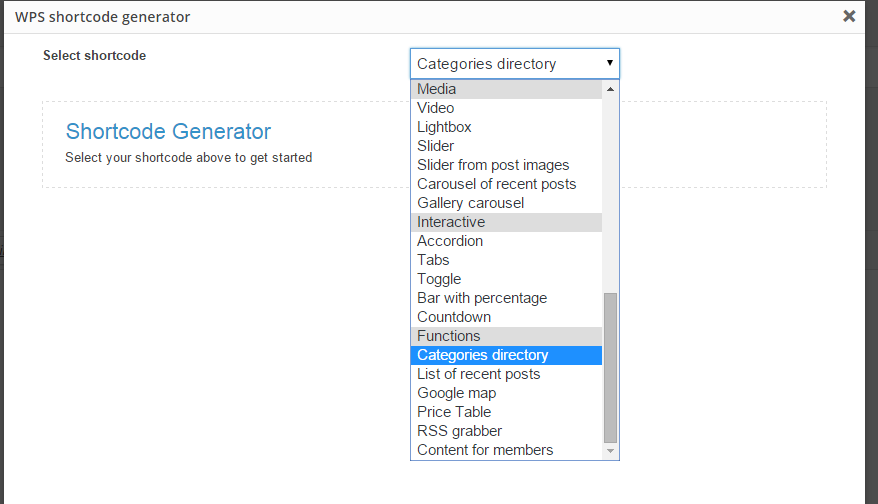 WPS shortcode generator
Select shortcode
Categories directory
Shortcode Generator
Select your shortcode above to get started
Media
Video
Lightbox
Slider
Slider from post images
Carousel of recent posts
Gallery carousel
Interactive
Accordion
Tabs
Toggle
Bar with percentage
Countdown
Functions
Categories directory
List of recent posts
Google map
Price Table
RSS grabber
Content for members